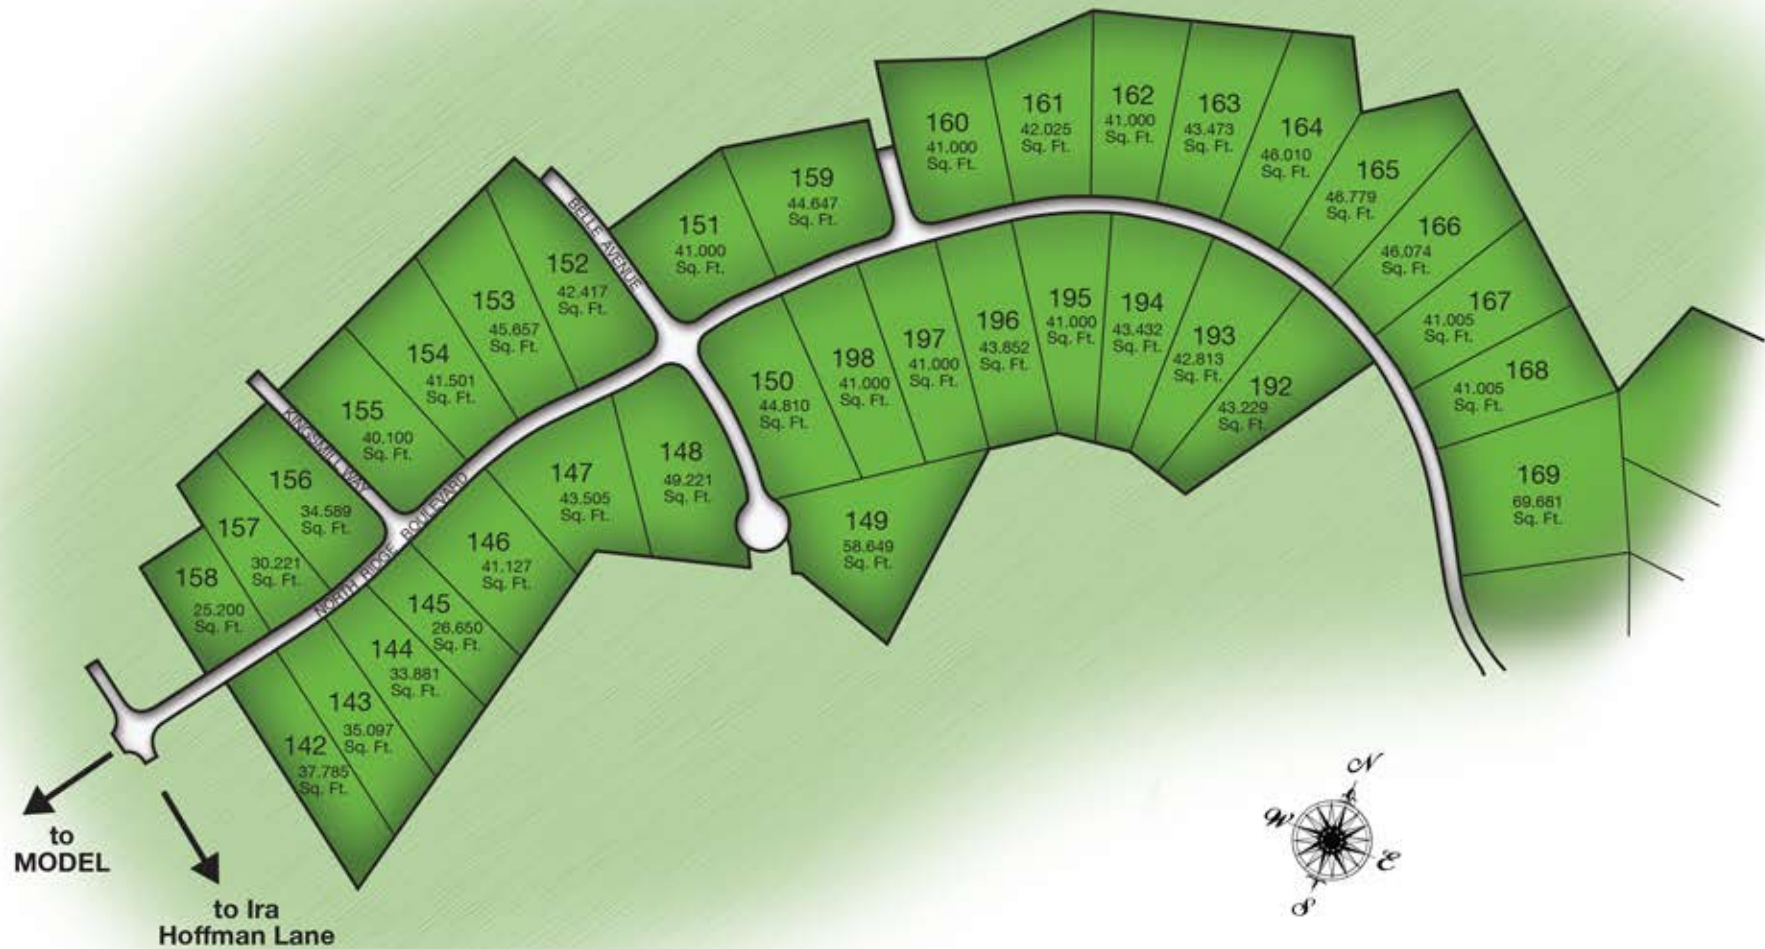 160
41.000
Sq. Ft.
161
42.025
Sq. Ft.
162
41.000
Sq. Ft.
163
43.473
Sq. Ft.
164
46.010
Sq. Ft.
165
46.779
Sq. Ft.
166
46.074
Sq. Ft.
167
41.005
Sq. Ft.
168
41.005
Sq. Ft.
169
69.681
Sq. Ft.
159
44.647
Sq. Ft.
151
41.000
Sq. Ft.
BELLE AVENUE
152
42.417
Sq. Ft.
153
45.657
Sq. Ft.
154
41.501
Sq. Ft.
155
40.100
Sq. Ft.
KINGSMILL WAY
156
34.589
Sq. Ft.
157
30.221
Sq. Ft.
158
25.200
Sq. Ft.
NORTH RIDGE BOULEVARD
142
37.785
Sq. Ft.
143
35.097
Sq. Ft.
144
33.881
Sq. Ft.
145
26.650
Sq. Ft.
146
41.127
Sq. Ft.
147
43.505
Sq. Ft.
148
49.221
Sq. Ft.
149
58.649
Sq. Ft.
150
44.810
Sq. Ft.
198
41.000
Sq. Ft.
197
41.000
Sq. Ft.
196
43.852
Sq. Ft.
195
41.000
Sq. Ft.
194
43.432
Sq. Ft.
193
42.813
Sq. Ft.
192
43.229
Sq. Ft.
to
MODEL
to Ira
Hoffman Lane
N
W
E
S